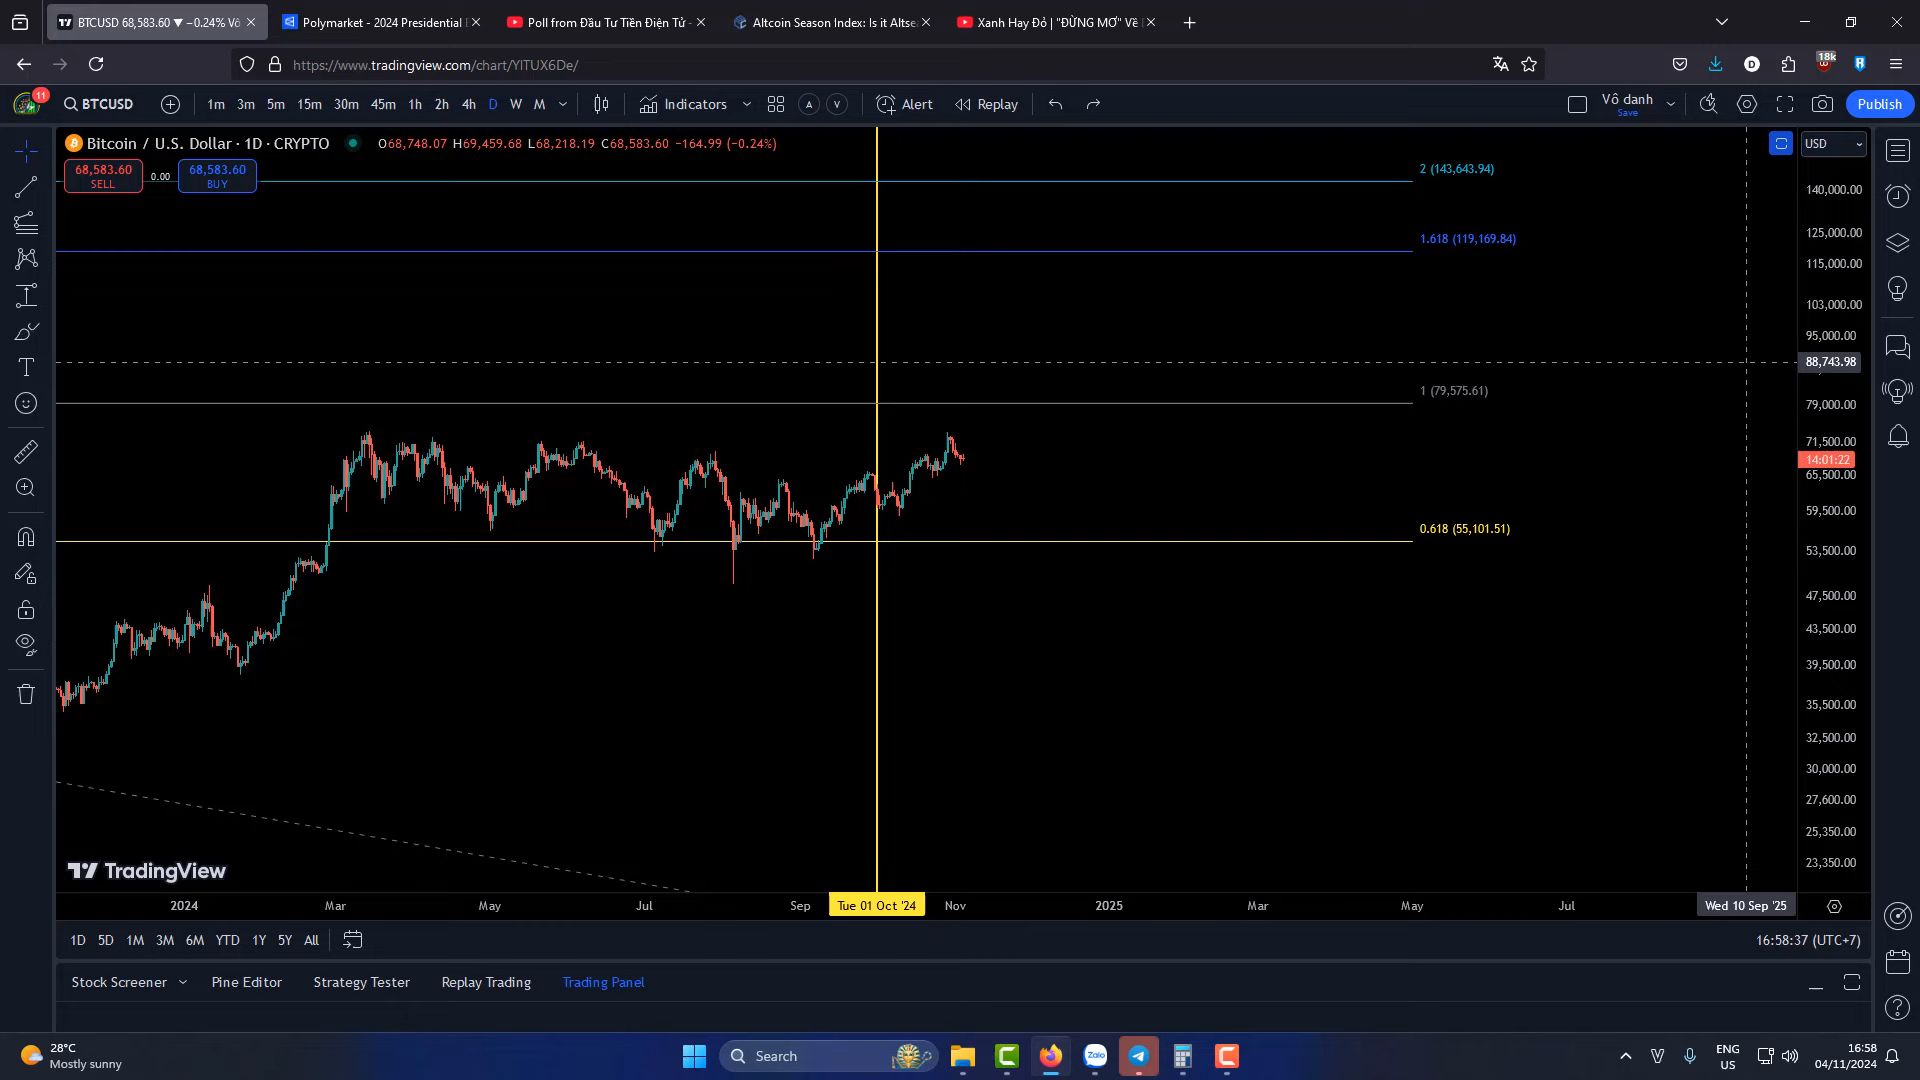 BTCUSD 68,583.60 ▼ −0.24% Vô
Polymarket - 2024 Presidential
Poll from Đầu Tư Tiền Điện Tử -
Altcoin Season Index: Is it Altse
Xanh Hay Đỏ | "ĐỪNG MƠ" Về
https://www.tradingview.com/chart/YlTUX6De/
18k
11
BTCUSD
1m 3m 5m 15m 30m 45m 1h 2h 4h D W M
Indicators
A V
Alert
Replay
Vô danh
Save
Publish
Bitcoin / U.S. Dollar · 1D · CRYPTO
O68,748.07 H69,459.68 L68,218.19 C68,583.60 −164.99 (−0.24%)
USD
68,583.60
SELL
0.00
68,583.60
BUY
2 (143,643.94)
1.618 (119,169.84)
1 (79,575.61)
0.618 (55,101.51)
140,000.00
125,000.00
115,000.00
103,000.00
95,000.00
88,743.98
79,000.00
71,500.00
14:01:22
65,500.00
59,500.00
53,500.00
47,500.00
43,500.00
39,500.00
35,500.00
32,500.00
30,000.00
27,600.00
25,350.00
23,350.00
TradingView
2024 Mar May Jul Sep Tue 01 Oct '24 Nov 2025 Mar May Jul Wed 10 Sep '25
1D 5D 1M 3M 6M YTD 1Y 5Y All
16:58:37 (UTC+7)
Stock Screener Pine Editor Strategy Tester Replay Trading Trading Panel
28°C
Mostly sunny
Search
Zalo
ENG
US
16:58
04/11/2024